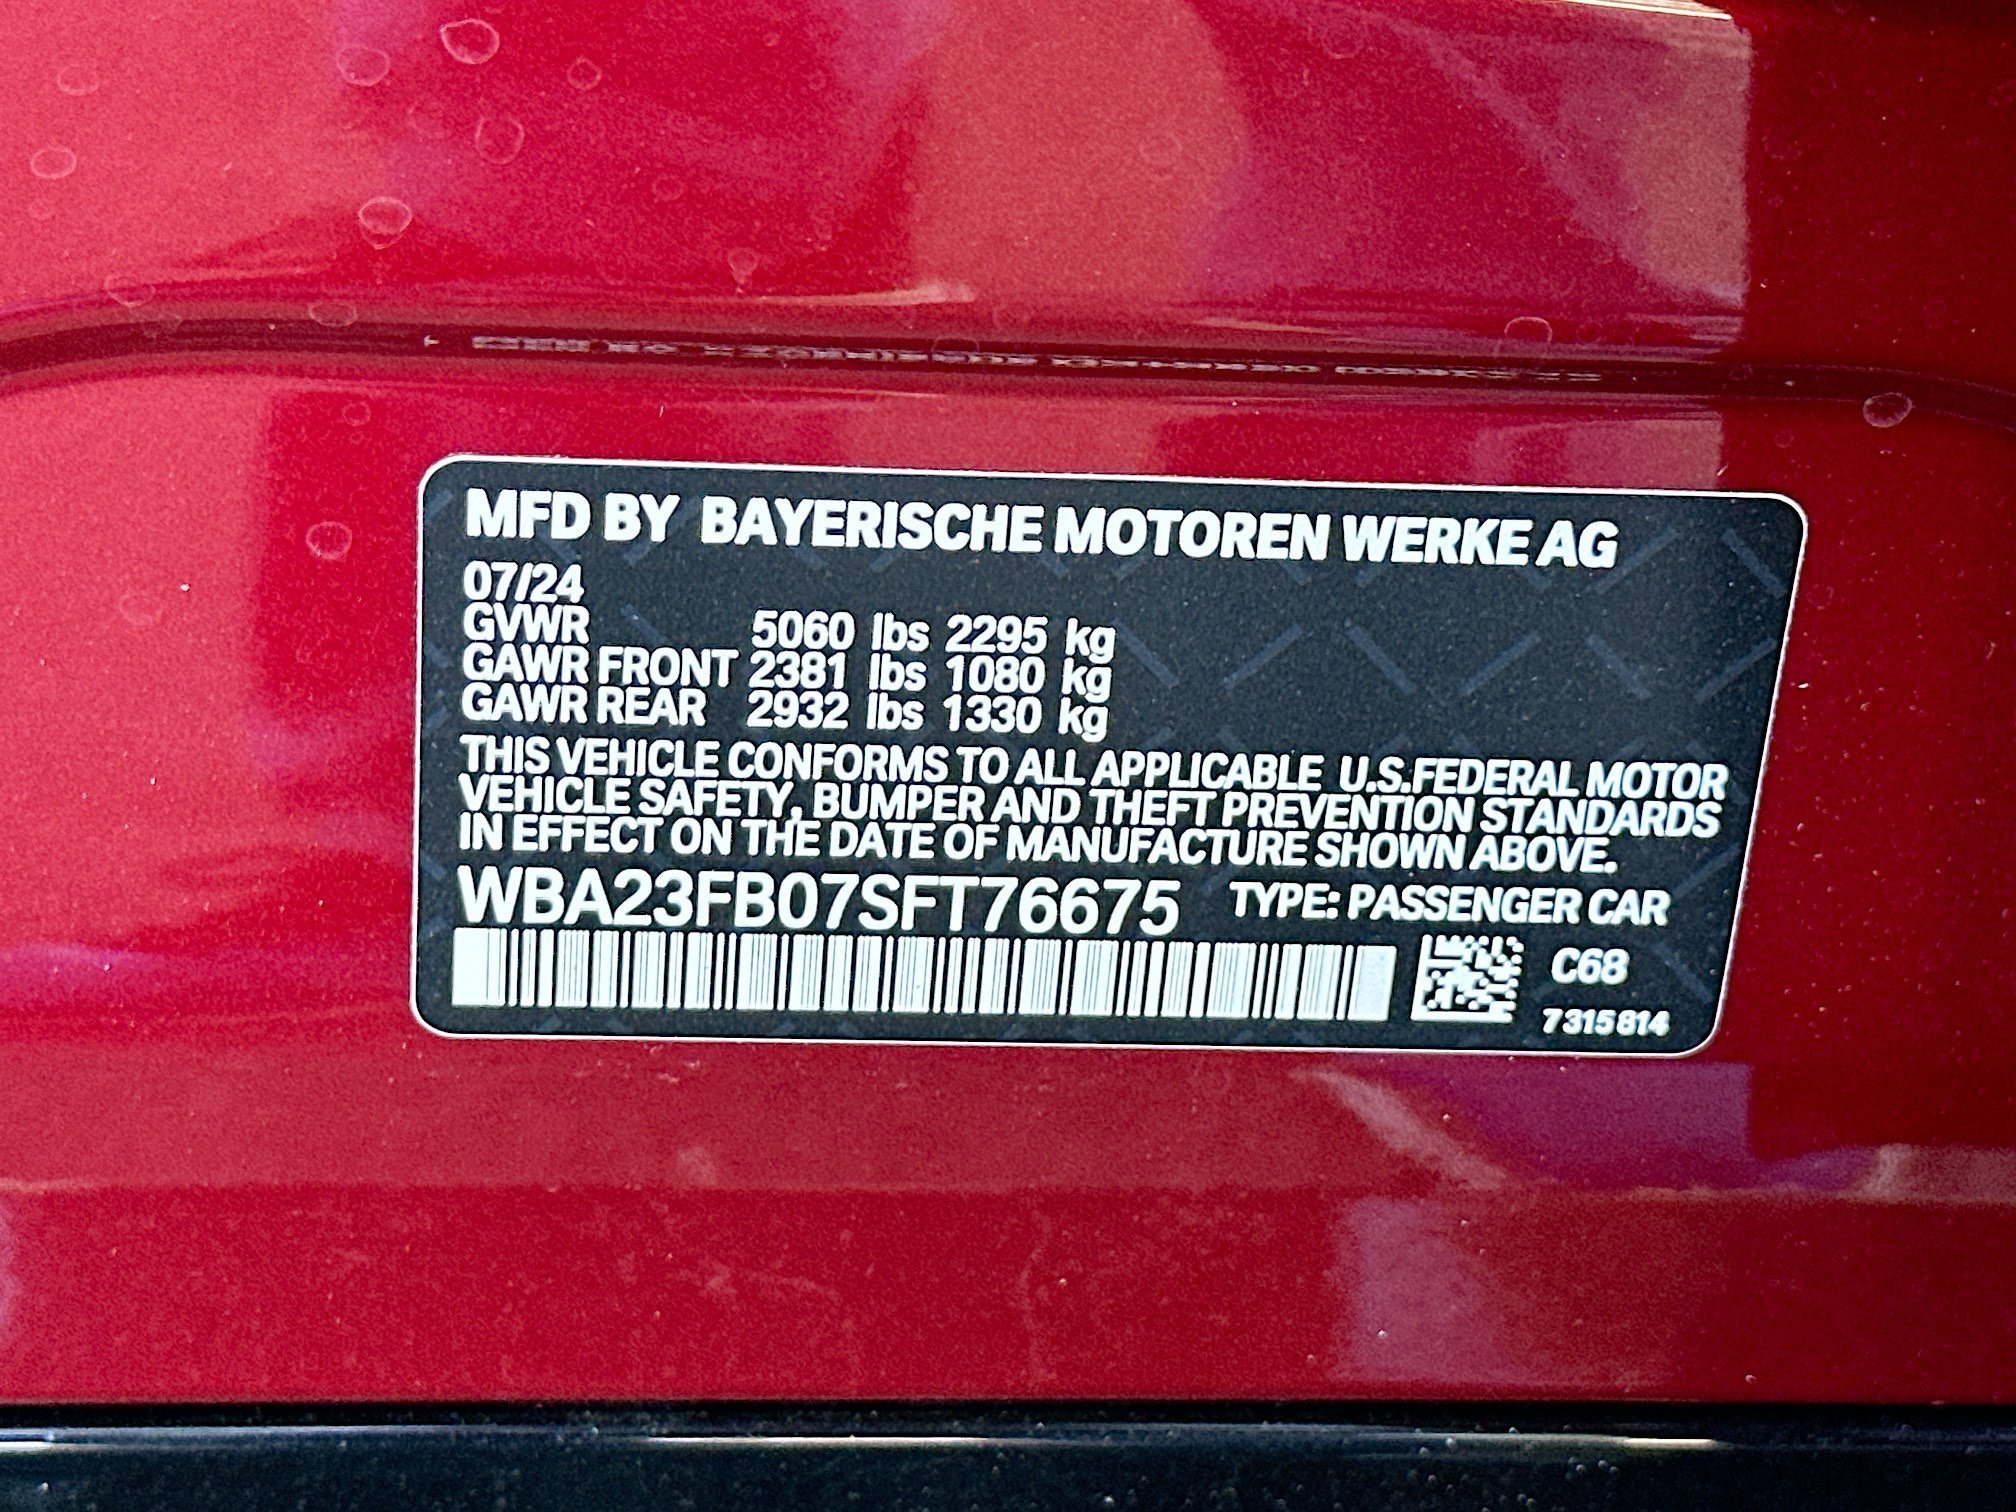 MFD BY BAYERISCHE MOTOREN WERKE AG
07/24
GVWR 5060 lbs 2295 kg
GAWR FRONT 2381 lbs 1080 kg
GAWR REAR 2932 lbs 1330 kg
THIS VEHICLE CONFORMS TO ALL APPLICABLE U.S.FEDERAL MOTOR
VEHICLE SAFETY, BUMPER AND THEFT PREVENTION STANDARDS
IN EFFECT ON THE DATE OF MANUFACTURE SHOWN ABOVE.
WBA23FB07SFT76675 TYPE: PASSENGER CAR
C68
7315814